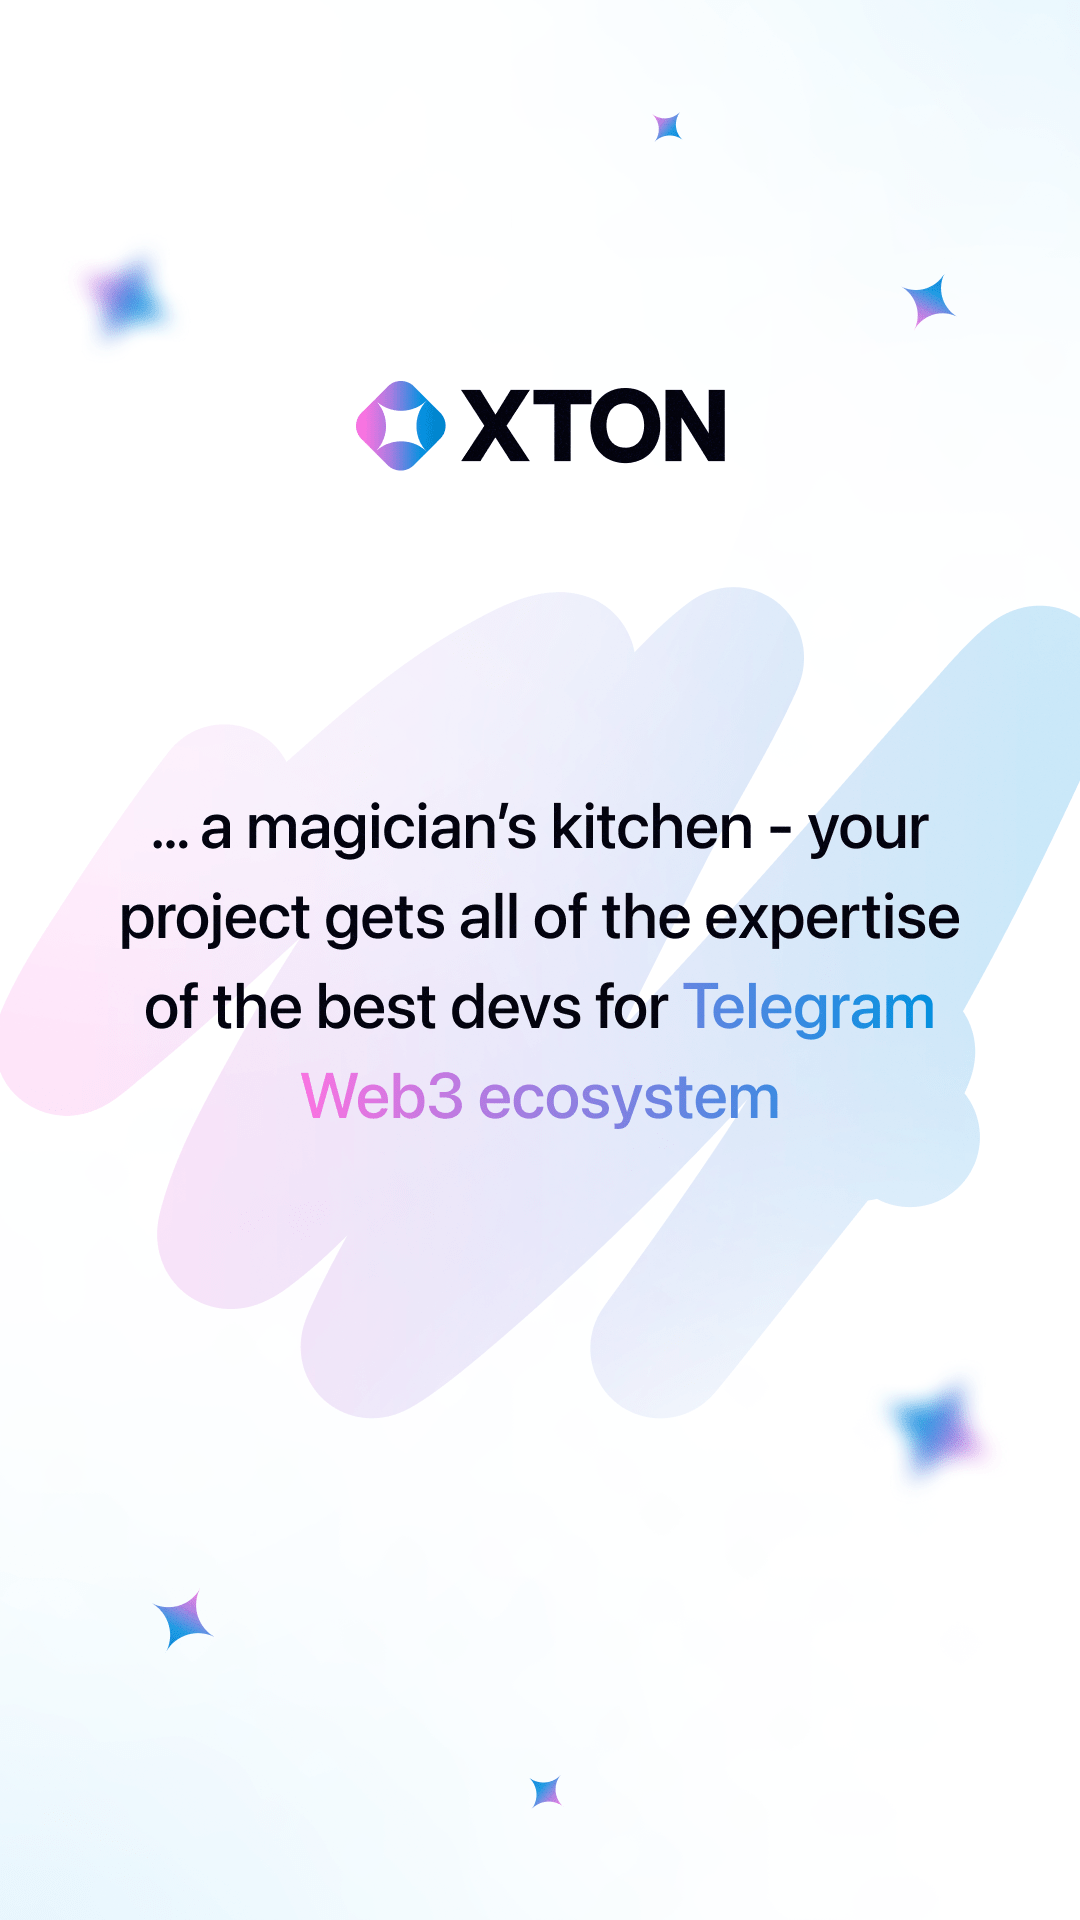 XTON
... a magician’s kitchen - your
project gets all of the expertise
of the best devs for Telegram
Web3 ecosystem